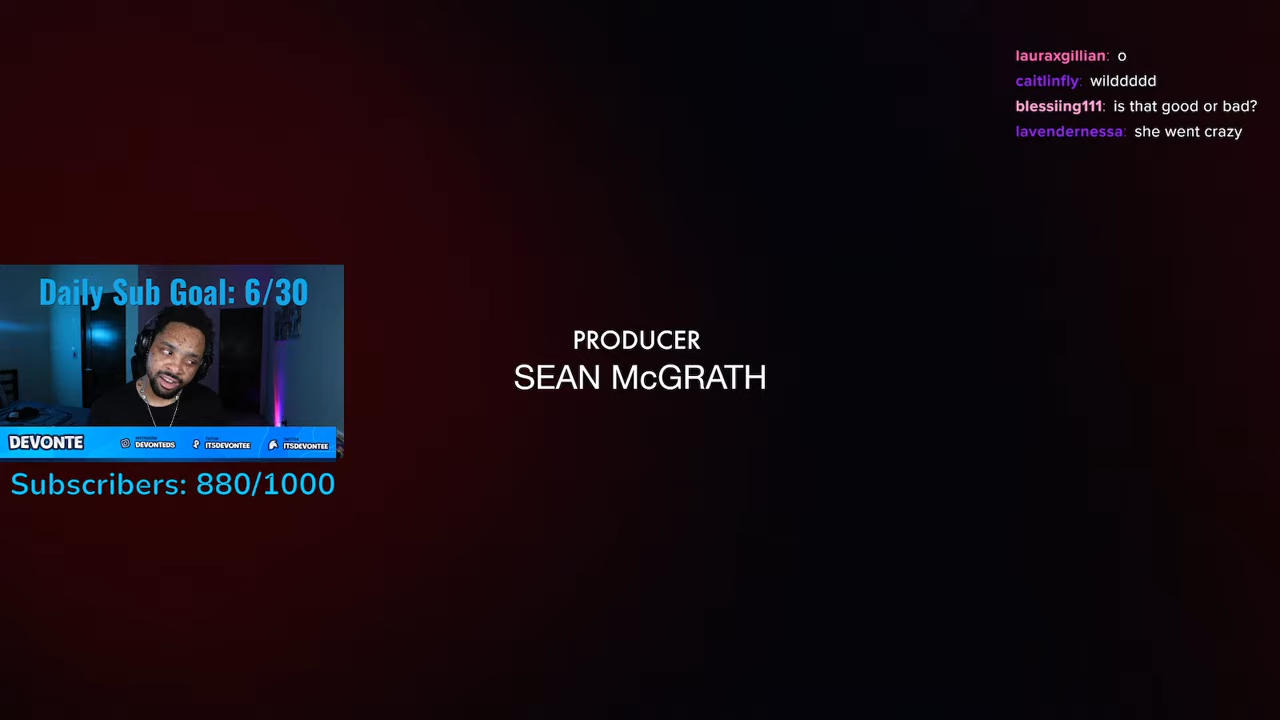 lauraxgillian: o
caitlinfly: wilddddd
blessiing111: is that good or bad?
lavendernessa: she went crazy
Daily Sub Goal: 6/30
PRODUCER
SEAN McGRATH
DEVONTE
DEVONTEDS
ITSDEVONTEE
ITSDEVONTEE
Subscribers: 880/1000